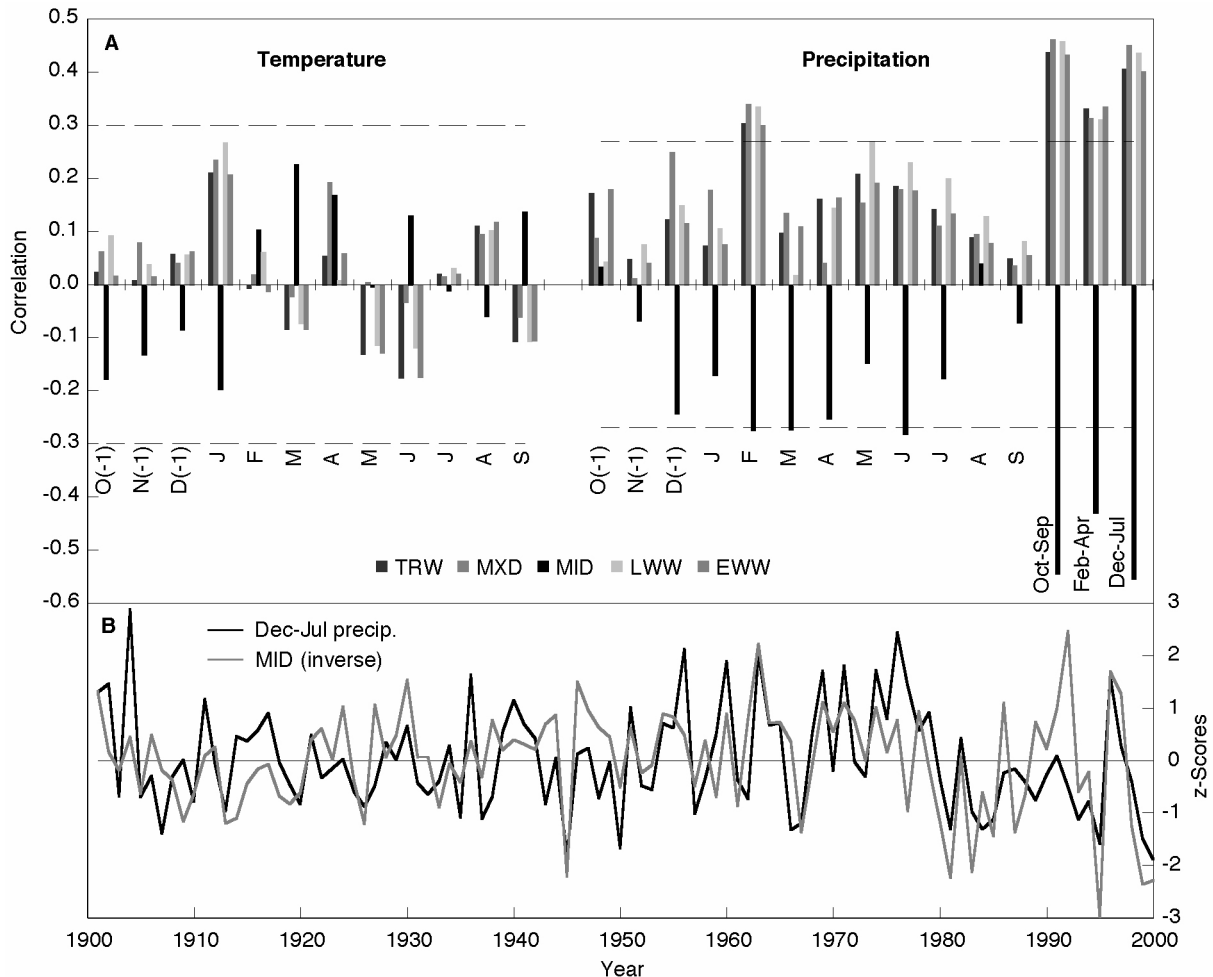 A
Temperature
Precipitation
Correlation
0.5
0.4
0.3
0.2
0.1
0.0
-0.1
-0.2
-0.3
-0.4
-0.5
-0.6
O(-1) N(-1) D(-1) J F M A M J J A S
O(-1) N(-1) D(-1) J F M A M J J A S
Oct-Sep
Feb-Apr
Dec-Jul
TRW MXD MID LWW EWW
B
Dec-Jul precip.
MID (inverse)
3
2
1
0
-1
-2
-3
z-Scores
1900 1910 1920 1930 1940 1950 1960 1970 1980 1990 2000
Year